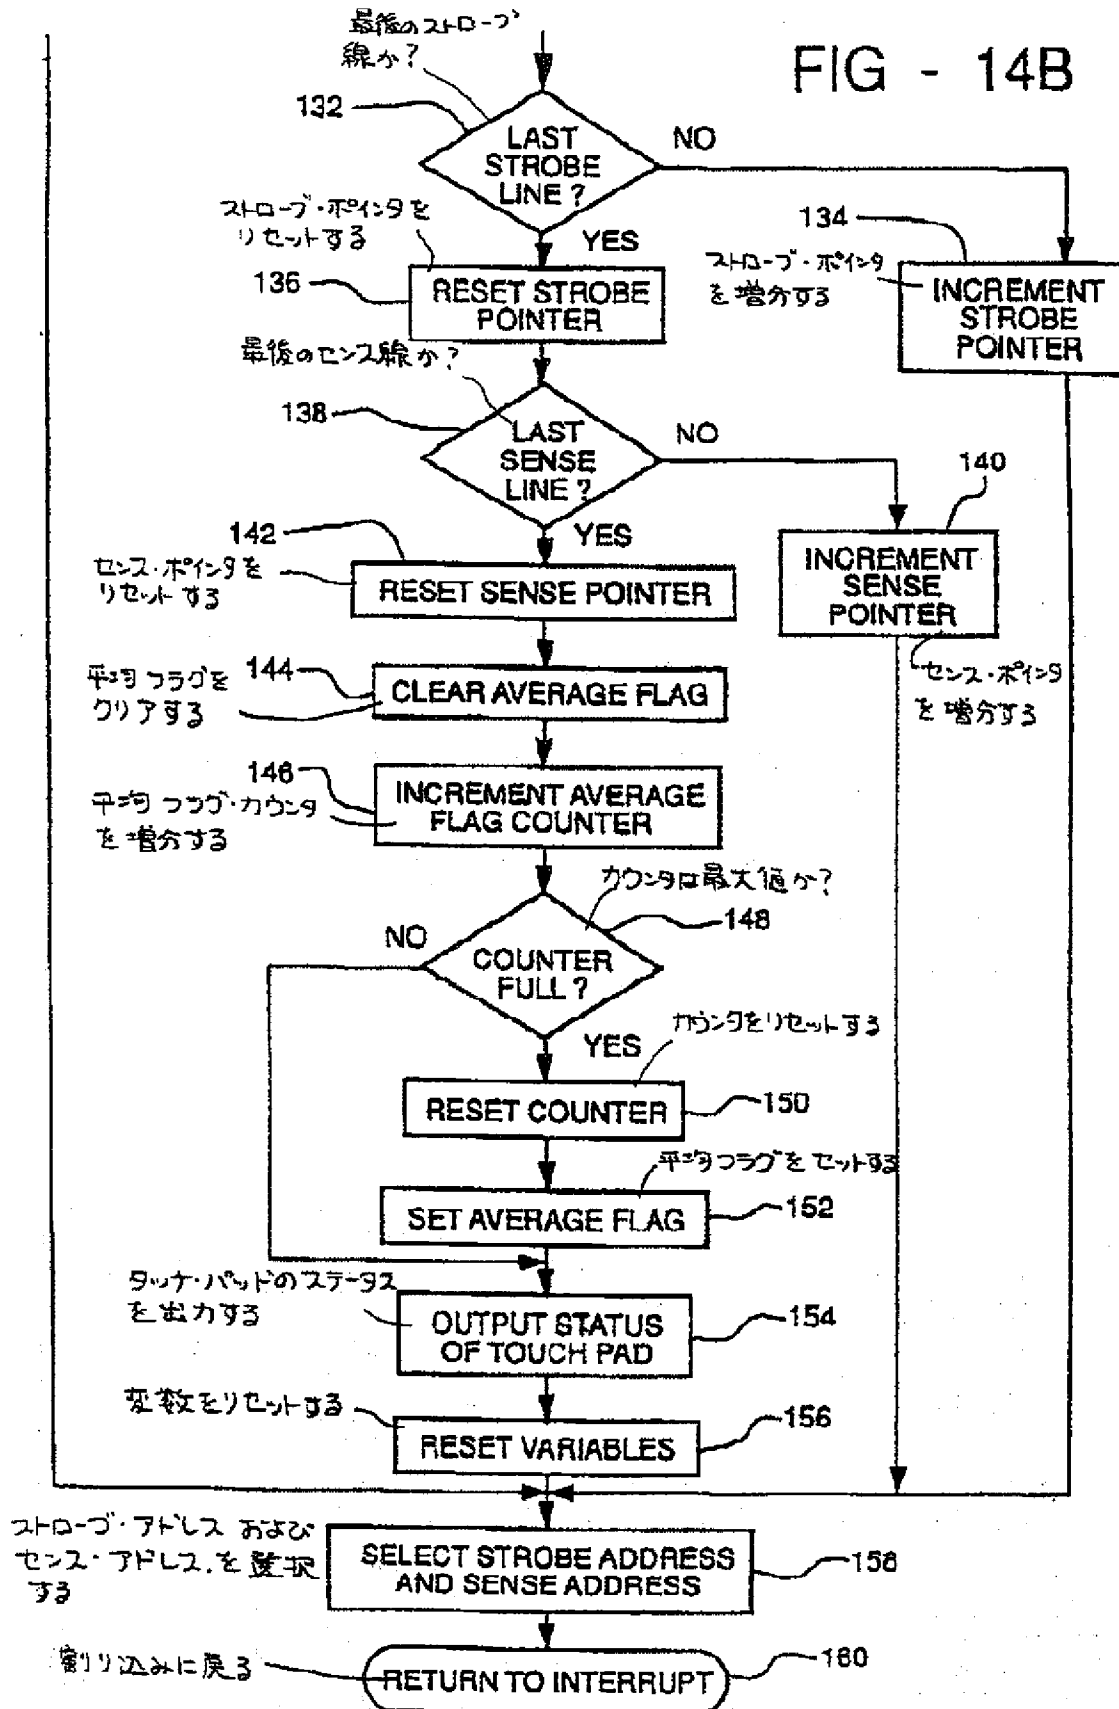 最後のストローブ
線か?
FIG - 14B
132
LAST
STROBE
LINE ?
NO
ストローブ・ポインタを
リセットする
YES
134
ストローブ・ポインタ
を増分する
136
RESET STROBE
POINTER
INCREMENT
STROBE
POINTER
最後のセンス線か?
138
LAST
SENSE
LINE ?
NO
140
142
YES
センス・ポインタを
リセットする
RESET SENSE POINTER
INCREMENT
SENSE
POINTER
センス・ポインタ
を増分する
平均フラグを
クリアする
144
CLEAR AVERAGE FLAG
146
平均フラグ・カウンタ
を増分する
INCREMENT AVERAGE
FLAG COUNTER
カウンタは最大値か?
148
NO
COUNTER
FULL ?
YES
カウンタをリセットする
RESET COUNTER
150
平均フラグをセットする
SET AVERAGE FLAG
152
タッチ・パッドのステータス
を出力する
OUTPUT STATUS
OF TOUCH PAD
154
変数をリセットする
RESET VARIABLES
156
ストローブ・アドレス および
センス・アドレス.を選択
する
SELECT STROBE ADDRESS
AND SENSE ADDRESS
158
割り込みに戻る
RETURN TO INTERRUPT
160